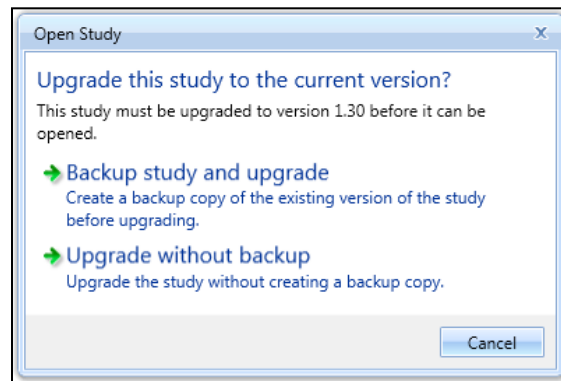 Open Study
Upgrade this study to the current version?
This study must be upgraded to version 1.30 before it can be
opened.
Backup study and upgrade
Create a backup copy of the existing version of the study
before upgrading.
Upgrade without backup
Upgrade the study without creating a backup copy.
Cancel